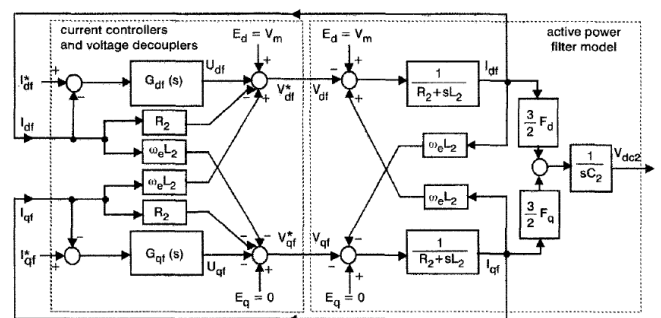 current controllers
and voltage decouplers
E_d = V_m
E_d = V_m
active power
filter model
I*_df
+
-
G_df (s)
U_df
-
+
+
V*_df
V_df
-
+
+
1
R_2+sL_2
I_df
I_df
R_2
ω_eL_2
ω_eL_2
3
2
F_d
V_dc2
1
sC_2
I_qf
ω_eL_2
R_2
ω_eL_2
3
2
F_q
I*_qf
+
-
G_qf (s)
U_qf
-
-
-
+
V*_qf
V_qf
-
-
+
1
R_2+sL_2
I_qf
E_q = 0
E_q = 0